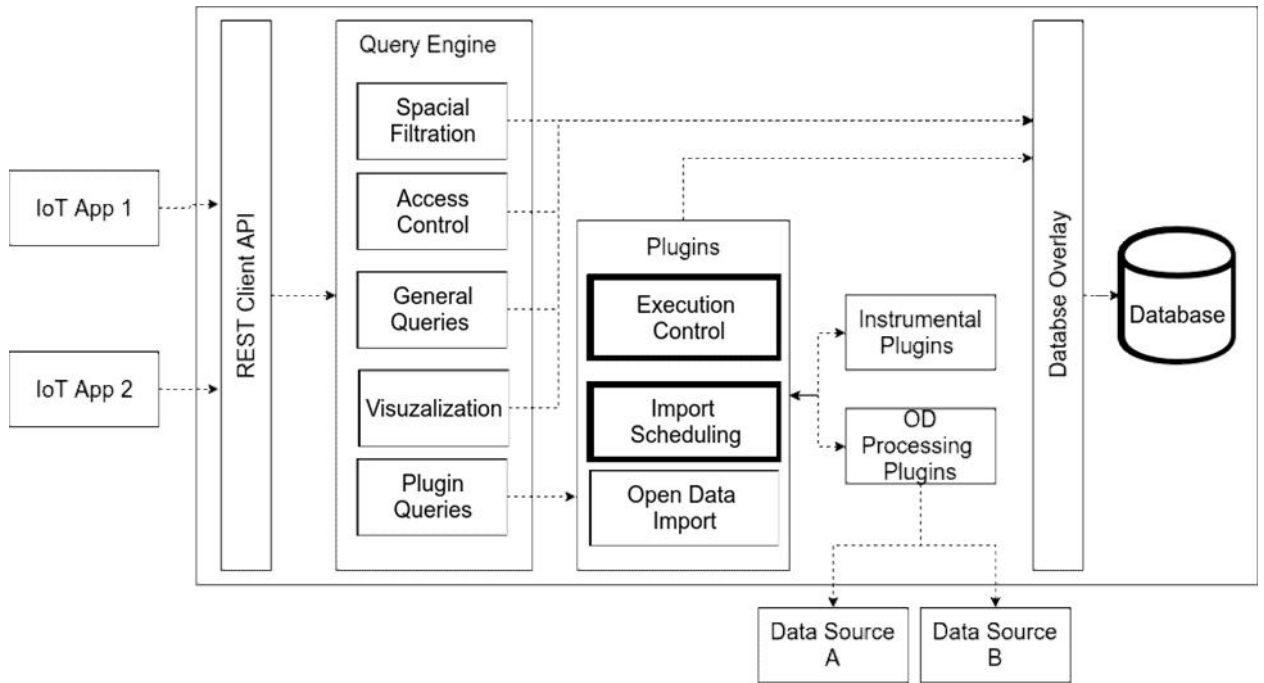 Query Engine
Spacial
Filtration
Access
Control
General
Queries
Visuzalization
Plugin
Queries
IoT App 1
IoT App 2
REST Client API
Plugins
Execution
Control
Import
Scheduling
Open Data
Import
Instrumental
Plugins
OD
Processing
Plugins
Databse Overlay
Database
Data Source
A
Data Source
B